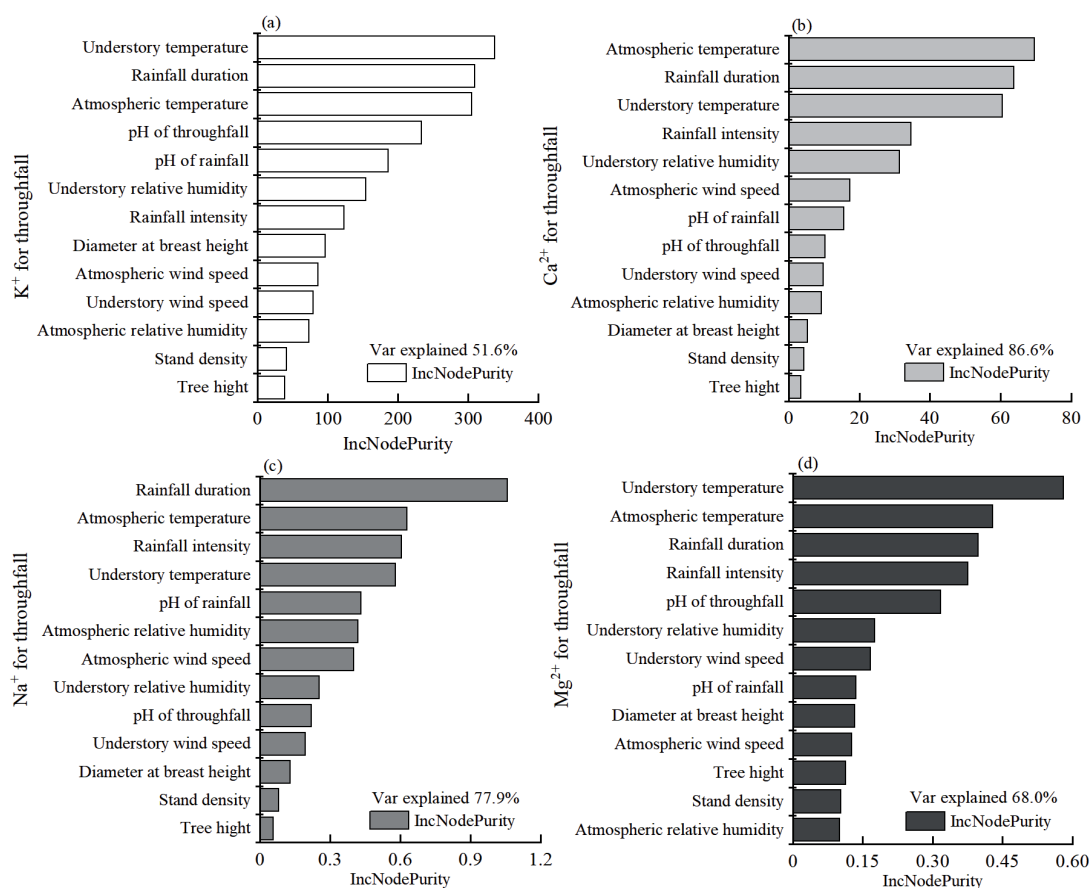 (a)
K⁺ for throughfall
Understory temperature
Rainfall duration
Atmospheric temperature
pH of throughfall
pH of rainfall
Understory relative humidity
Rainfall intensity
Diameter at breast height
Atmospheric wind speed
Understory wind speed
Atmospheric relative humidity
Stand density
Tree hight
Var explained 51.6%
IncNodePurity
0 100 200 300 400
IncNodePurity
(b)
Ca²⁺ for throughfall
Atmospheric temperature
Rainfall duration
Understory temperature
Rainfall intensity
Understory relative humidity
Atmospheric wind speed
pH of rainfall
pH of throughfall
Understory wind speed
Atmospheric relative humidity
Diameter at breast height
Stand density
Tree hight
Var explained 86.6%
IncNodePurity
0 20 40 60 80
IncNodePurity
(c)
Na⁺ for throughfall
Rainfall duration
Atmospheric temperature
Rainfall intensity
Understory temperature
pH of rainfall
Atmospheric relative humidity
Atmospheric wind speed
Understory relative humidity
pH of throughfall
Understory wind speed
Diameter at breast height
Stand density
Tree hight
Var explained 77.9%
IncNodePurity
0 0.3 0.6 0.9 1.2
IncNodePurity
(d)
Mg²⁺ for throughfall
Understory temperature
Atmospheric temperature
Rainfall duration
Rainfall intensity
pH of throughfall
Understory relative humidity
Understory wind speed
pH of rainfall
Diameter at breast height
Atmospheric wind speed
Tree hight
Stand density
Atmospheric relative humidity
Var explained 68.0%
IncNodePurity
0 0.15 0.30 0.45 0.60
IncNodePurity